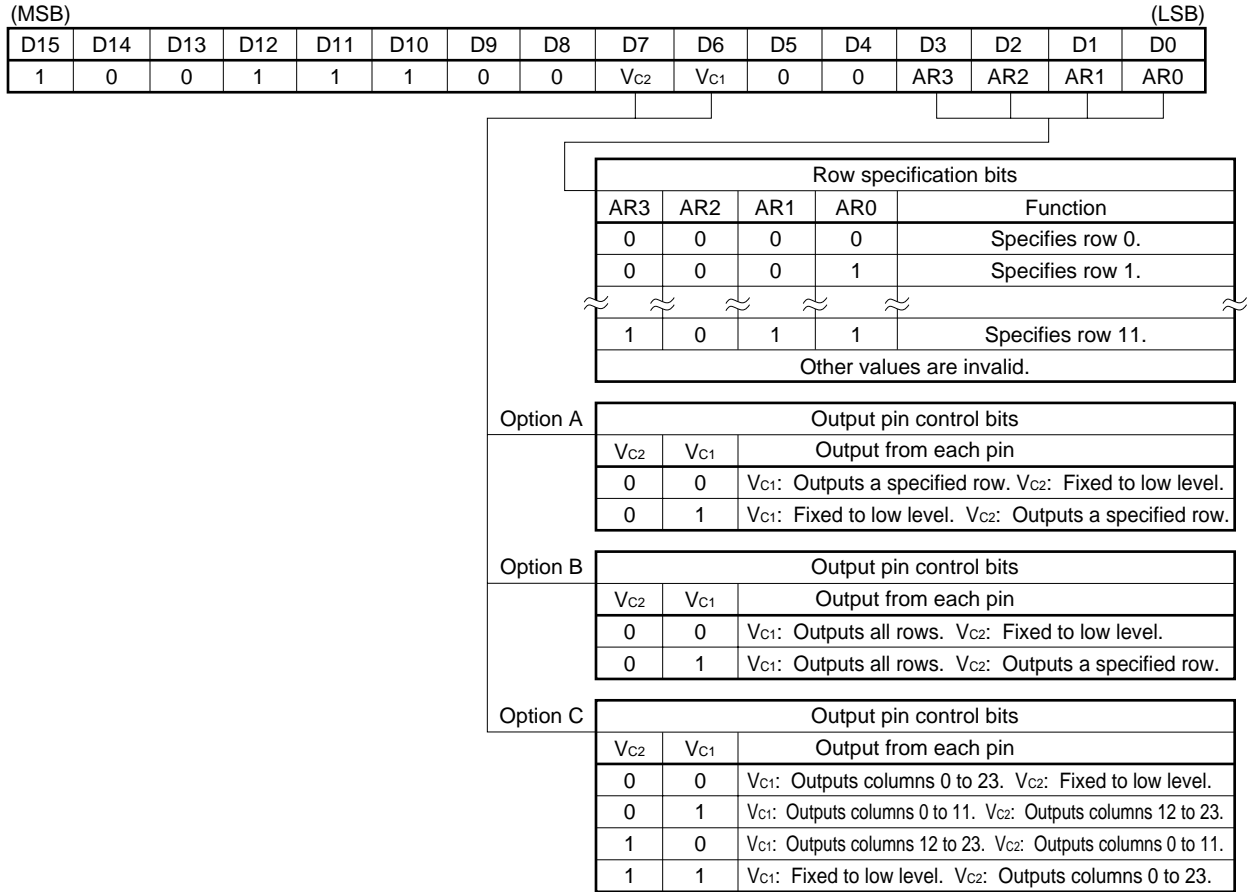 (MSB) (LSB)
D15 D14 D13 D12 D11 D10 D9 D8 D7 D6 D5 D4 D3 D2 D1 D0
1 0 0 1 1 1 0 0 VC2 VC1 0 0 AR3 AR2 AR1 AR0
Row specification bits
AR3 AR2 AR1 AR0 Function
0 0 0 0 Specifies row 0.
0 0 0 1 Specifies row 1.
1 0 1 1 Specifies row 11.
Other values are invalid.
Option A Output pin control bits
VC2 VC1 Output from each pin
0 0 VC1: Outputs a specified row. VC2: Fixed to low level.
0 1 VC1: Fixed to low level. VC2: Outputs a specified row.
Option B Output pin control bits
VC2 VC1 Output from each pin
0 0 VC1: Outputs all rows. VC2: Fixed to low level.
0 1 VC1: Outputs all rows. VC2: Outputs a specified row.
Option C Output pin control bits
VC2 VC1 Output from each pin
0 0 VC1: Outputs columns 0 to 23. VC2: Fixed to low level.
0 1 VC1: Outputs columns 0 to 11. VC2: Outputs columns 12 to 23.
1 0 VC1: Outputs columns 12 to 23. VC2: Outputs columns 0 to 11.
1 1 VC1: Fixed to low level. VC2: Outputs columns 0 to 23.